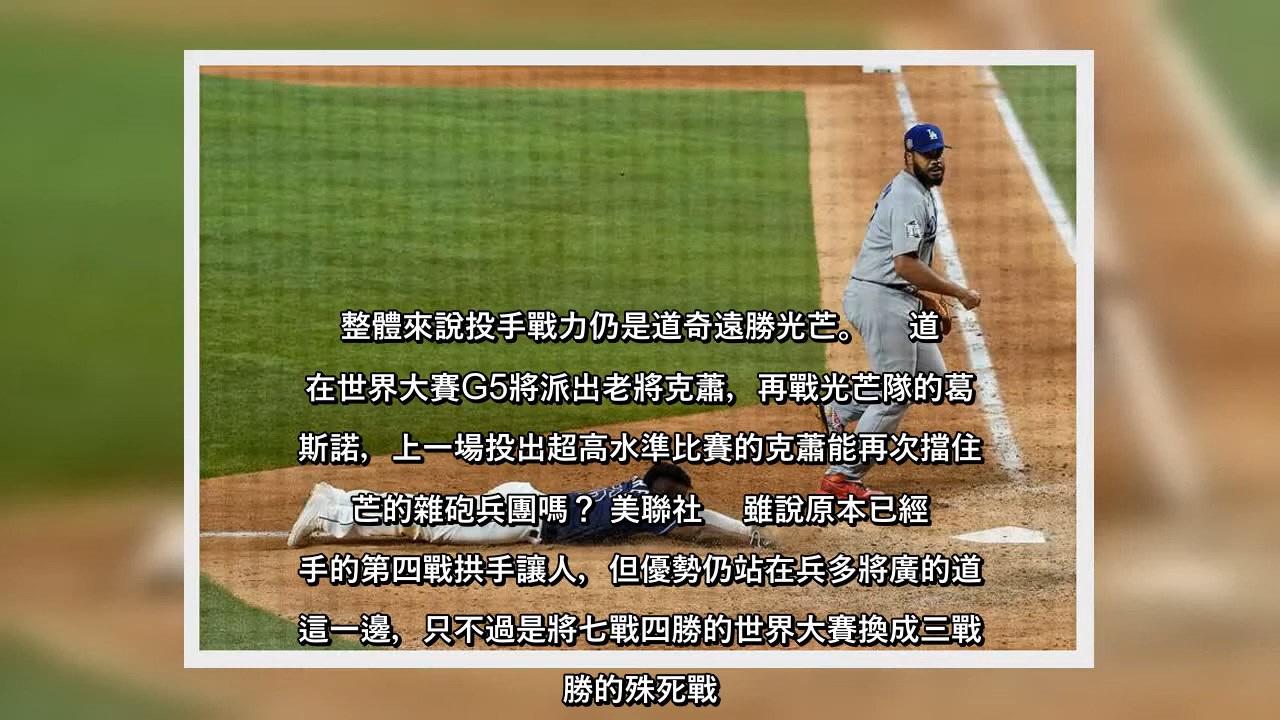 整體來說投手戰力仍是道奇遠勝光芒。 道
在世界大賽G5將派出老將克蕭，再戰光芒隊的葛
斯諾，上一場投出超高水準比賽的克蕭能再次擋住
芒的雜砲兵團嗎？ 美聯社 雖說原本已經
手的第四戰拱手讓人，但優勢仍站在兵多將廣的道
這一邊，只不過是將七戰四勝的世界大賽換成三戰
勝的殊死戰
LA